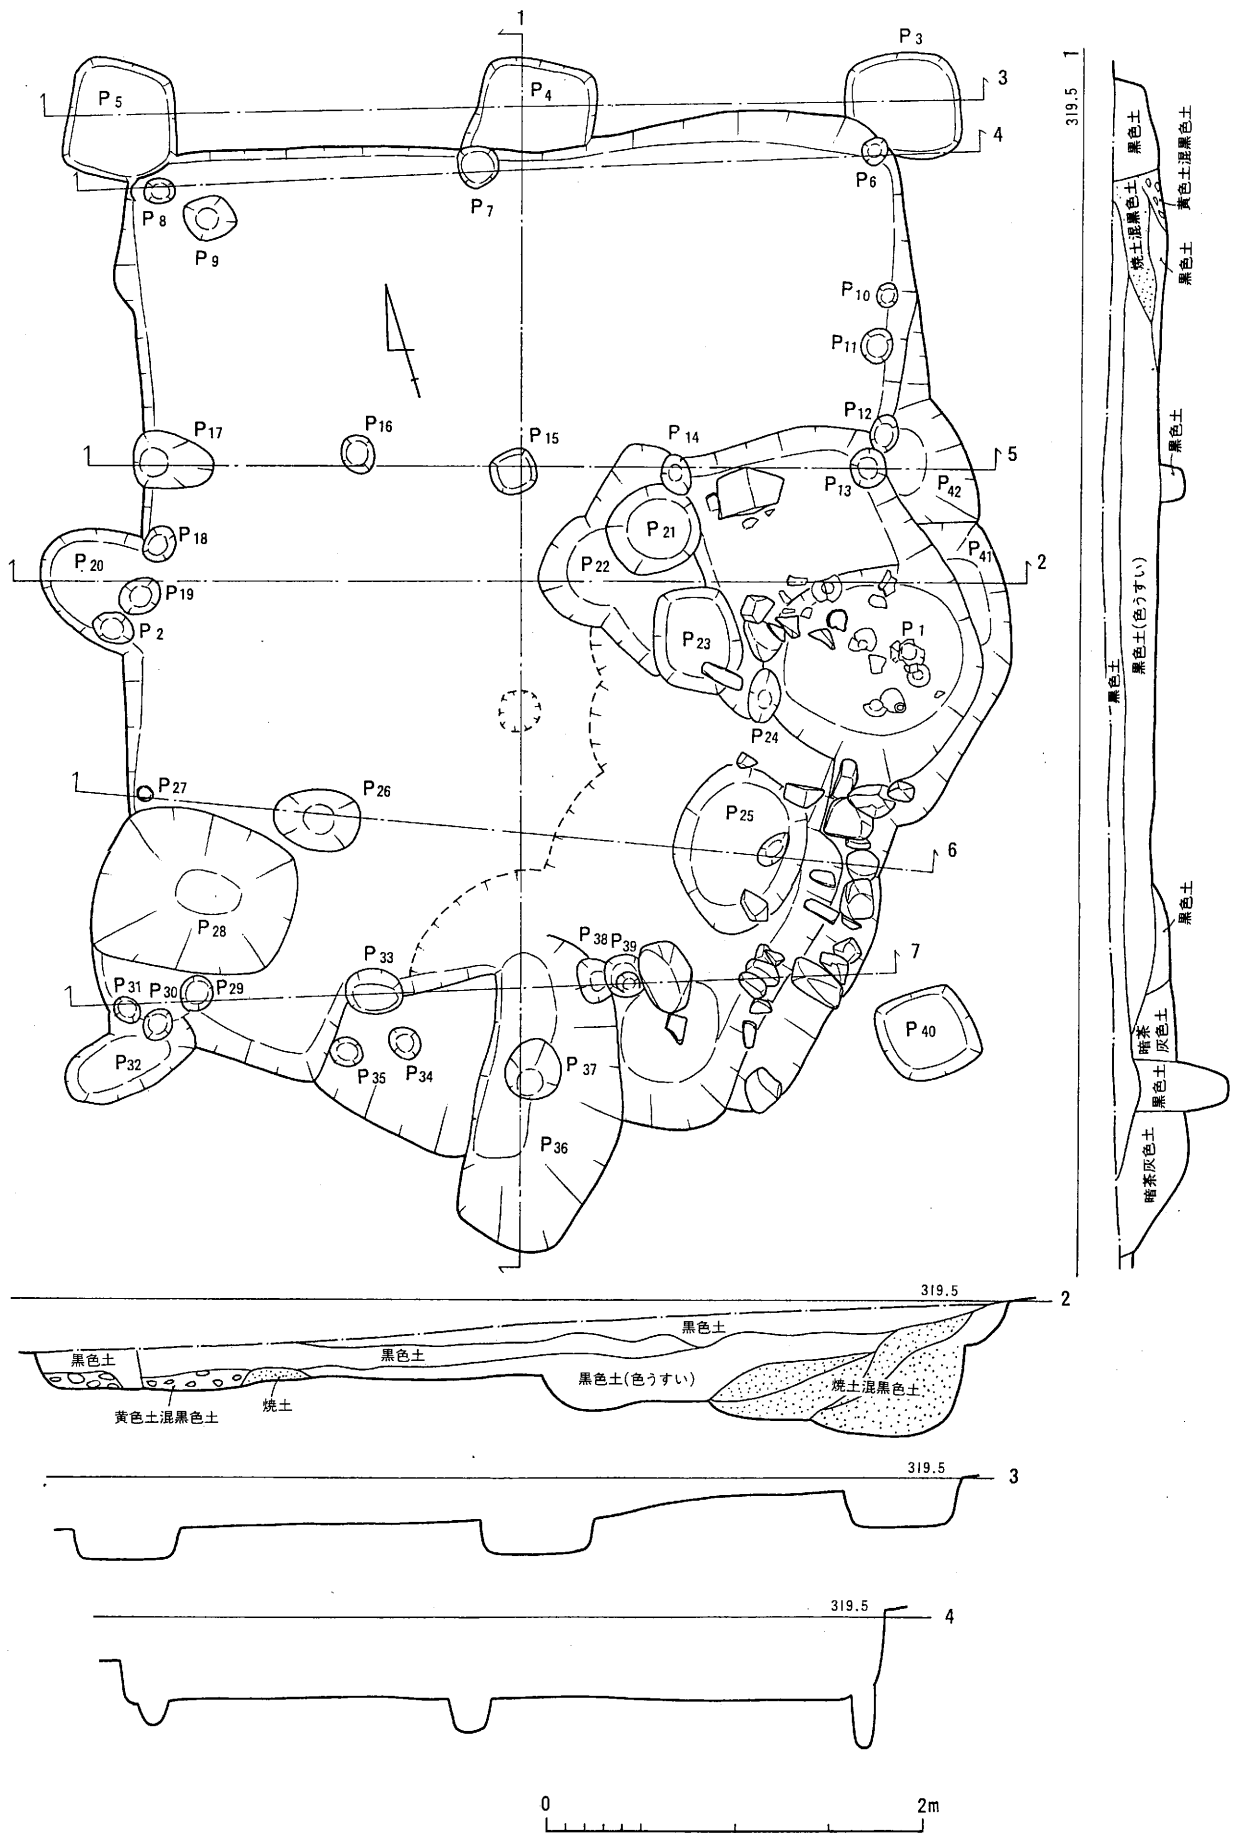 1
P3
P5
P4
3
4
P6
P7
P8
P9
P10
P11
P12
P17
P16
P15
P14
5
P13
P42
P18
P21
P41
P20
P22
2
P19
P2
P23
P1
P24
P27
P26
P25
6
P28
P38
P39
P33
7
P31
P30
P29
P40
P32
P35
P34
P37
P36
1
319.5
黒色土
焼土混黒色土
黄色土混黒色土
黒色土
黒色土
黒色土
黒色土(色うすい)
黒色土
暗茶
灰色土
黒色土
暗茶灰色土
319.5
2
黒色土
黒色土
黒色土
黒色土(色うすい)
焼土混黒色土
黄色土混黒色土
焼土
319.5
3
319.5
4
0
2m